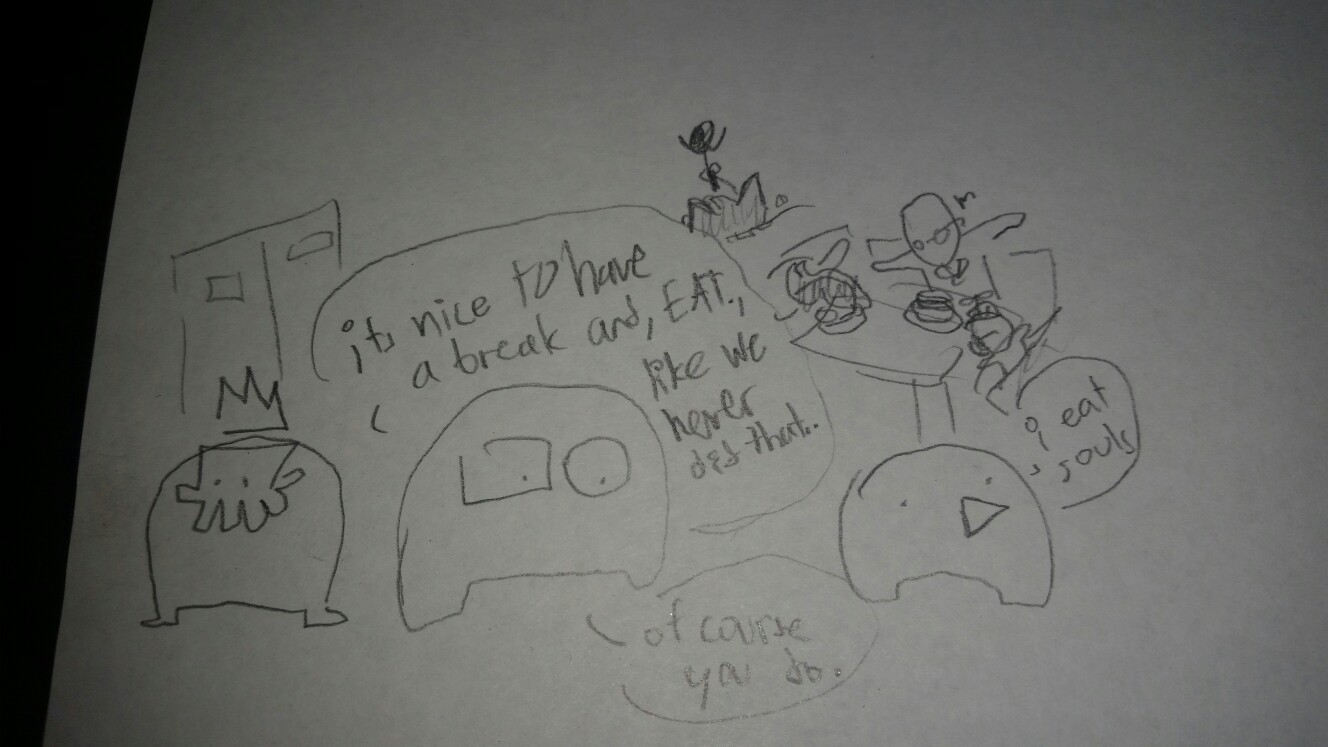 its nice to have
a break and, EAT.,
like we
never
did that..
i eat
souls
of course
you do.